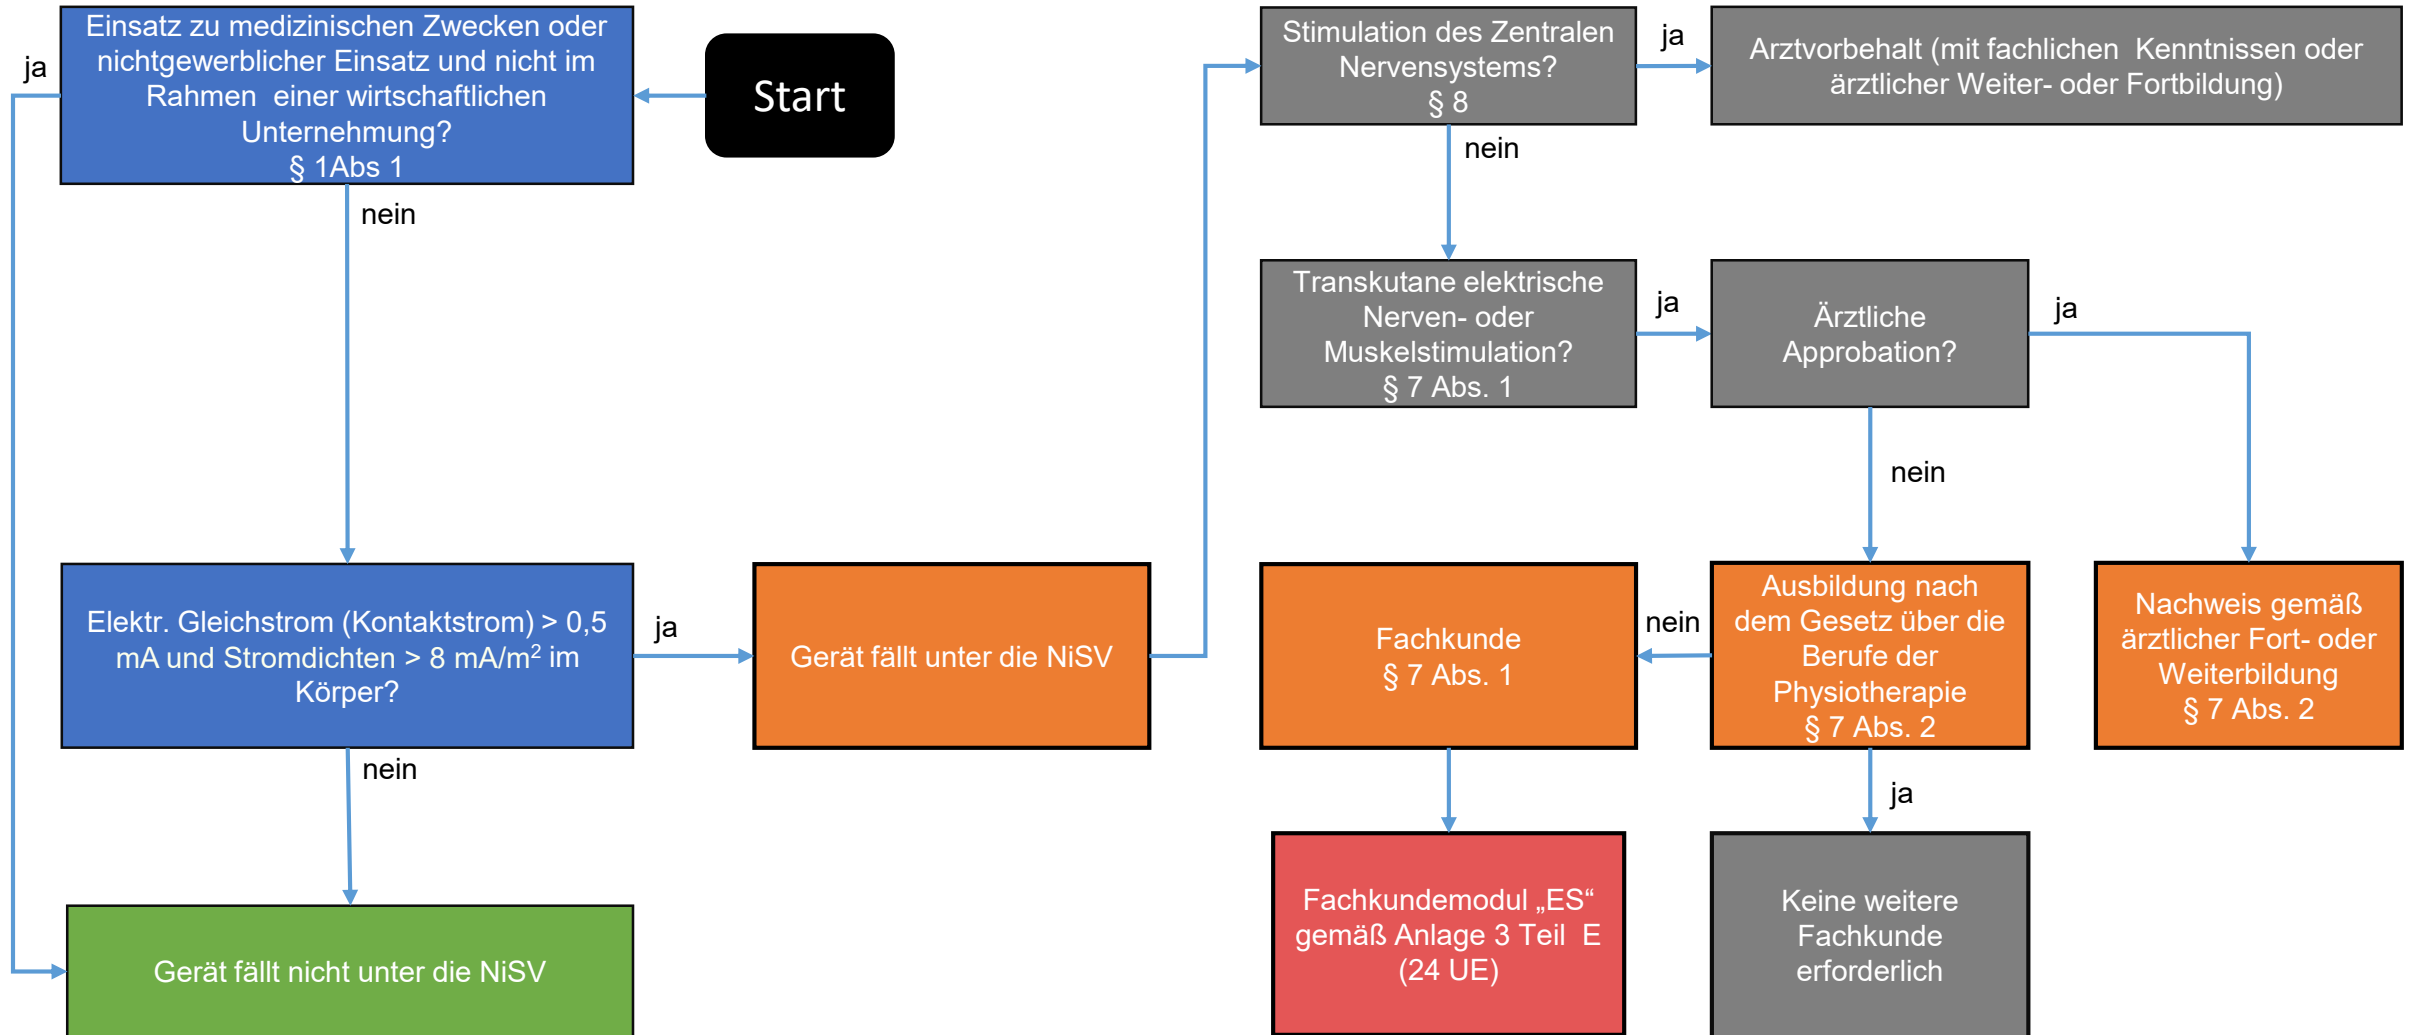 Einsatz zu medizinischen Zwecken oder
nichtgewerblicher Einsatz und nicht im
Rahmen einer wirtschaftlichen
Unternehmung?
§ 1Abs 1
ja
Start
nein
Elektr. Gleichstrom (Kontaktstrom) > 0,5
mA und Stromdichten > 8 mA/m² im
Körper?
ja
nein
Gerät fällt unter die NiSV
Gerät fällt nicht unter die NiSV
Stimulation des Zentralen
Nervensystems?
§ 8
ja
Arztvorbehalt (mit fachlichen Kenntnissen oder
ärztlicher Weiter- oder Fortbildung)
nein
Transkutane elektrische
Nerven- oder
Muskelstimulation?
§ 7 Abs. 1
ja
Ärztliche
Approbation?
ja
nein
Fachkunde
§ 7 Abs. 1
nein
Ausbildung nach
dem Gesetz über die
Berufe der
Physiotherapie
§ 7 Abs. 2
Nachweis gemäß
ärztlicher Fort- oder
Weiterbildung
§ 7 Abs. 2
ja
Fachkundemodul „ES“
gemäß Anlage 3 Teil E
(24 UE)
Keine weitere
Fachkunde
erforderlich